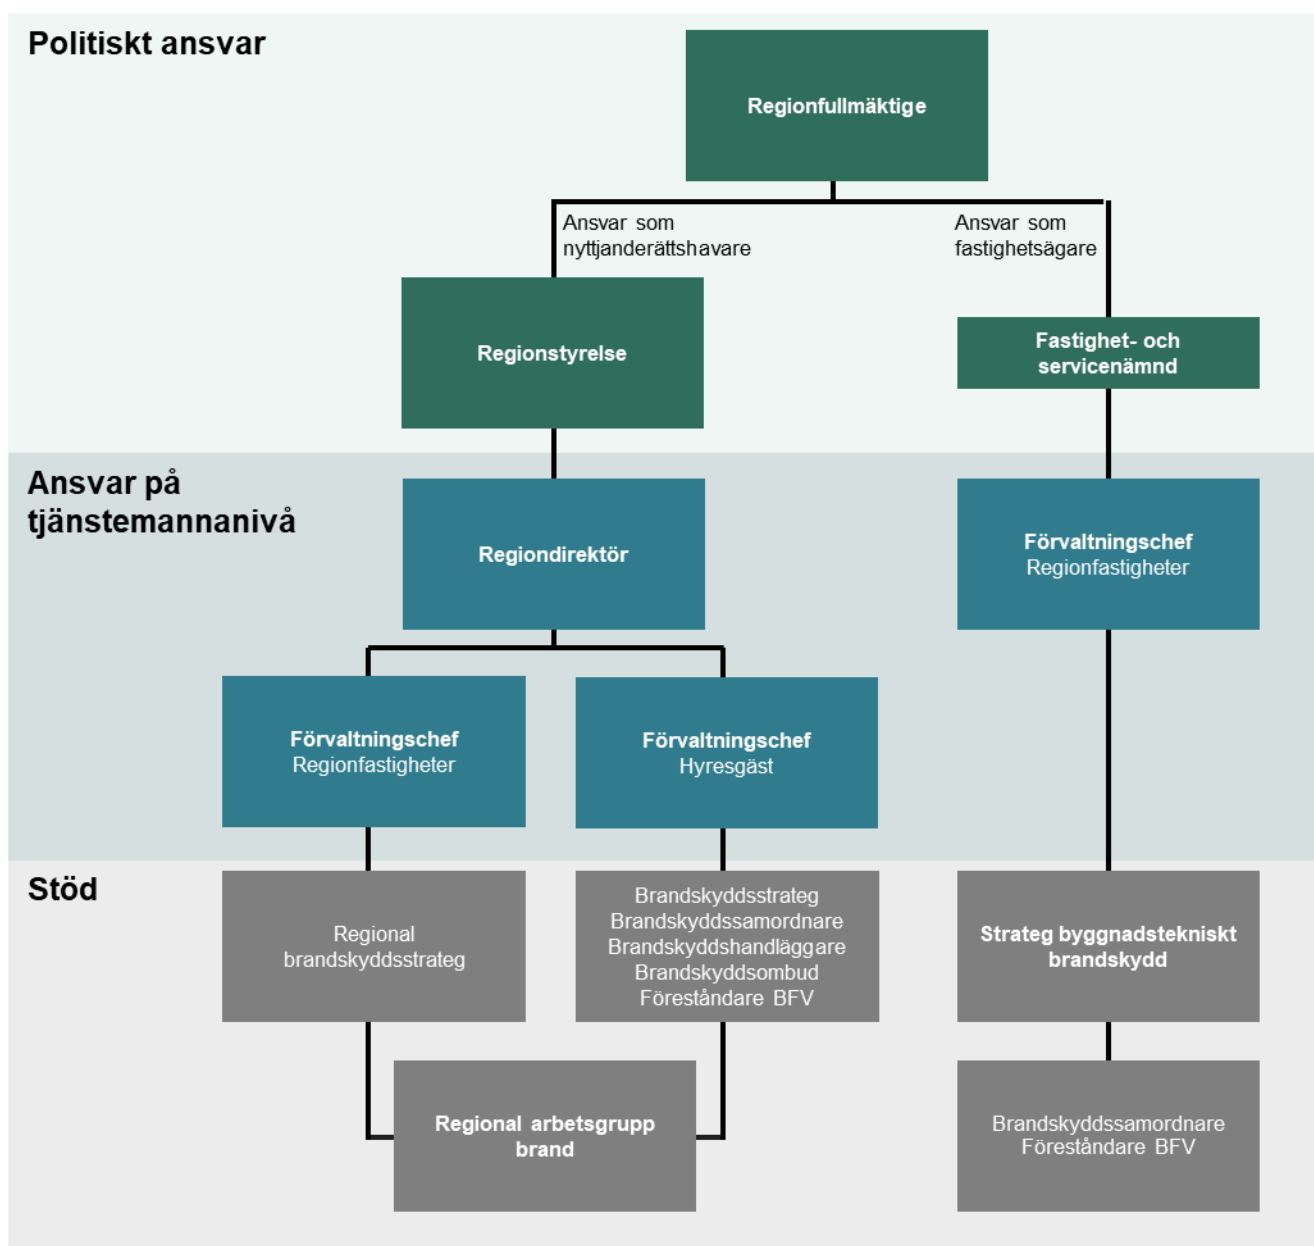 Politiskt ansvar
Regionfullmäktige
Ansvar som
nyttjanderättshavare
Ansvar som
fastighetsägare
Regionstyrelse
Fastighet- och
servicenämnd
Ansvar på
tjänstemannanivå
Regiondirektör
Förvaltningschef
Regionfastigheter
Förvaltningschef
Regionfastigheter
Förvaltningschef
Hyresgäst
Stöd
Regional
brandskyddsstrateg
Brandskyddsstrateg
Brandskyddssamordnare
Brandskyddshandläggare
Brandskyddsombud
Föreståndare BFV
Strateg byggnadstekniskt
brandskydd
Regional arbetsgrupp
brand
Brandskyddssamordnare
Föreståndare BFV